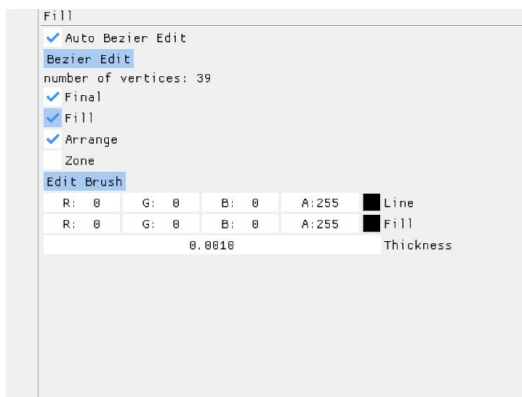 Fill
Auto Bezier Edit
Bezier Edit
number of vertices: 39
Final
Fill
Arrange
Zone
Edit Brush
R: 0 G: 0 B: 0 A:255 Line
R: 0 G: 0 B: 0 A:255 Fill
0.0010 Thickness